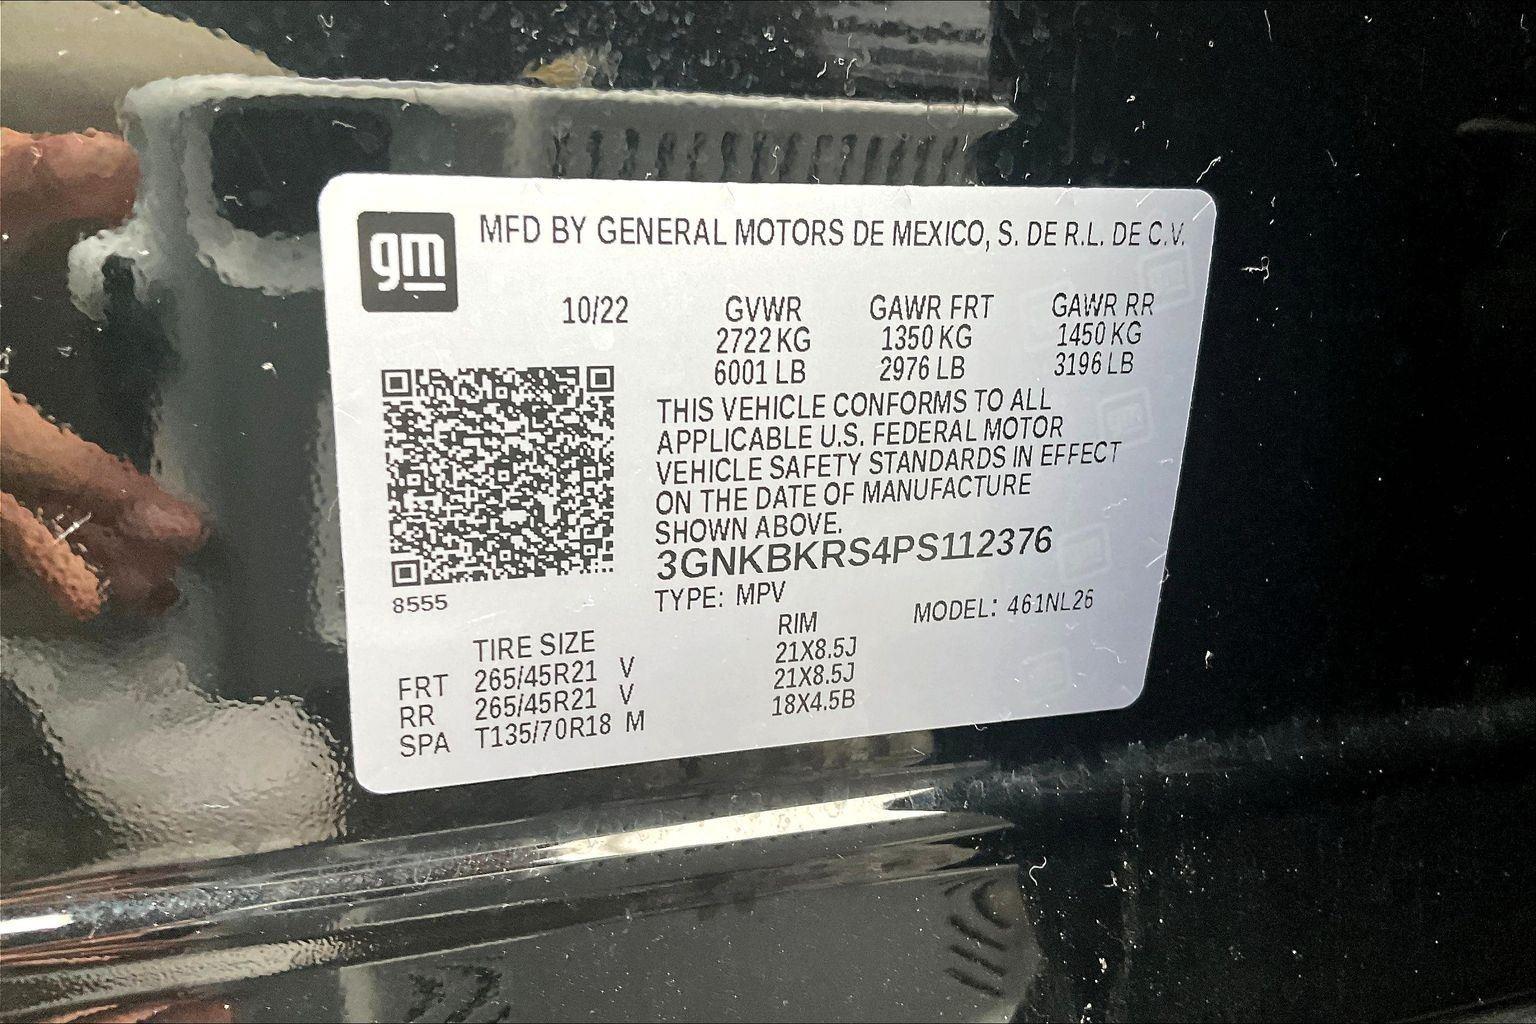 gm
MFD BY GENERAL MOTORS DE MEXICO, S. DE R.L. DE C.V.
10/22 GVWR GAWR FRT GAWR RR
2722 KG 1350 KG 1450 KG
6001 LB 2976 LB 3196 LB
THIS VEHICLE CONFORMS TO ALL
APPLICABLE U.S. FEDERAL MOTOR
VEHICLE SAFETY STANDARDS IN EFFECT
ON THE DATE OF MANUFACTURE
SHOWN ABOVE.
3GNKBKRS4PS112376
8555
TYPE: MPV MODEL: 461NL26
TIRE SIZE RIM
FRT 265/45R21 V 21X8.5J
RR 265/45R21 V 21X8.5J
SPA T135/70R18 M 18X4.5B